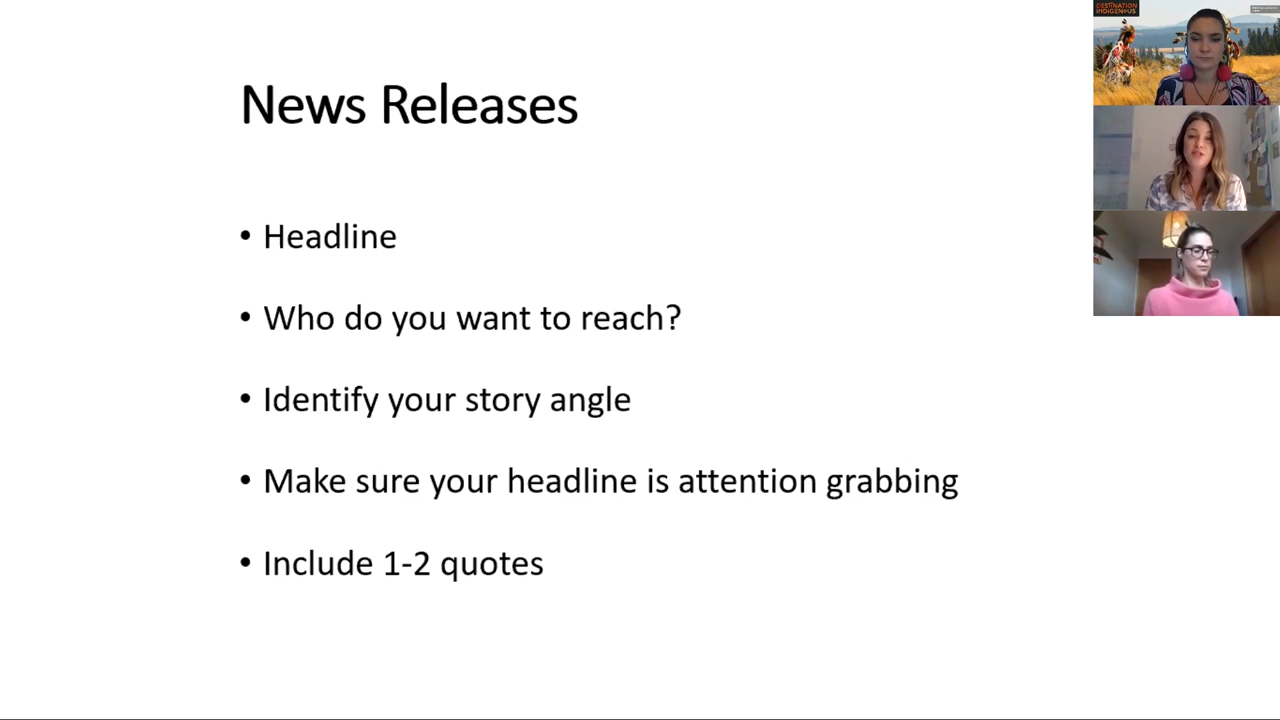 News Releases
• Headline
• Who do you want to reach?
• Identify your story angle
• Make sure your headline is attention grabbing
• Include 1-2 quotes
DESTINATION
INDIGENOUS